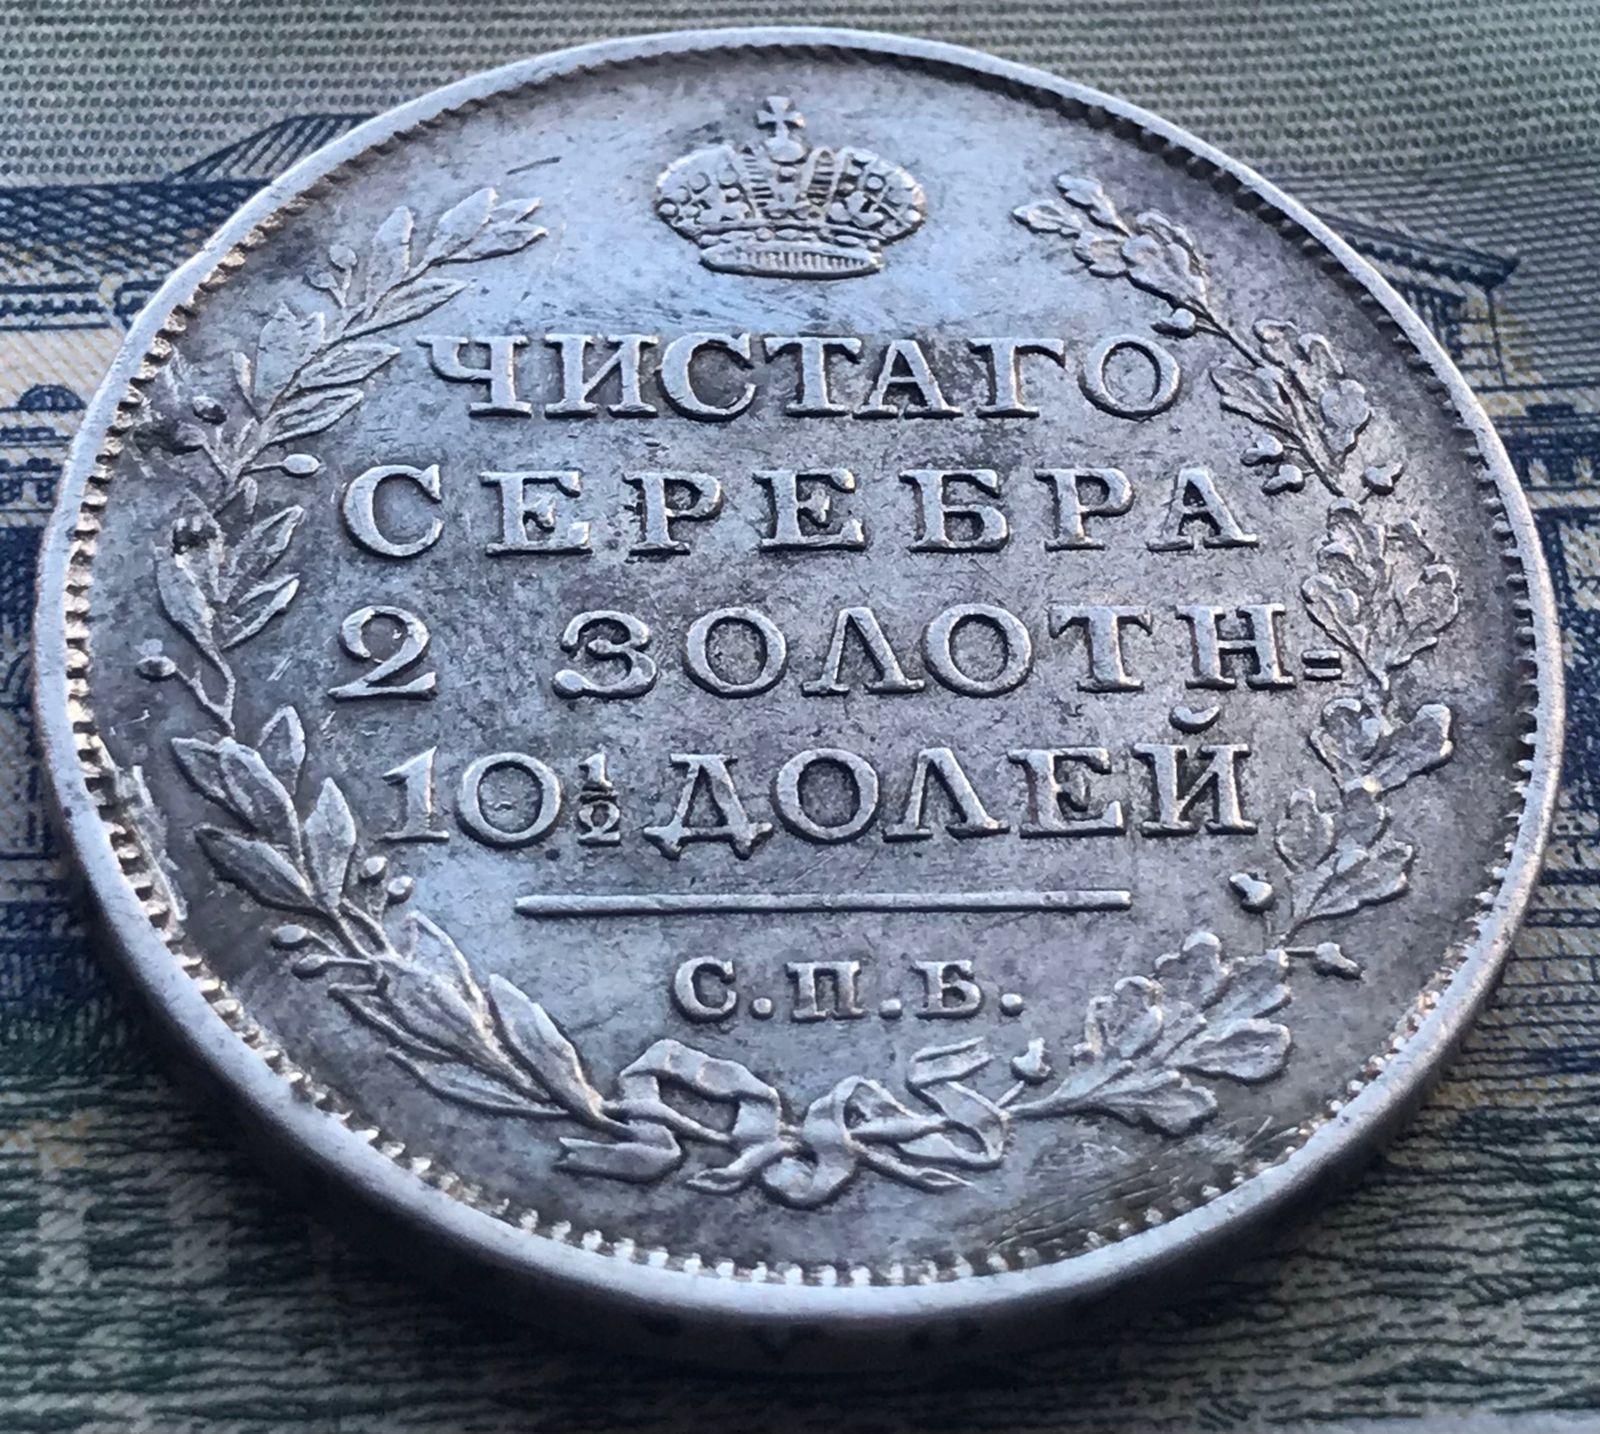 ЧИСТАГО
СЕРЕБРА
2 ЗОЛОТН=
10½ ДОЛЕЙ
С.П.Б.